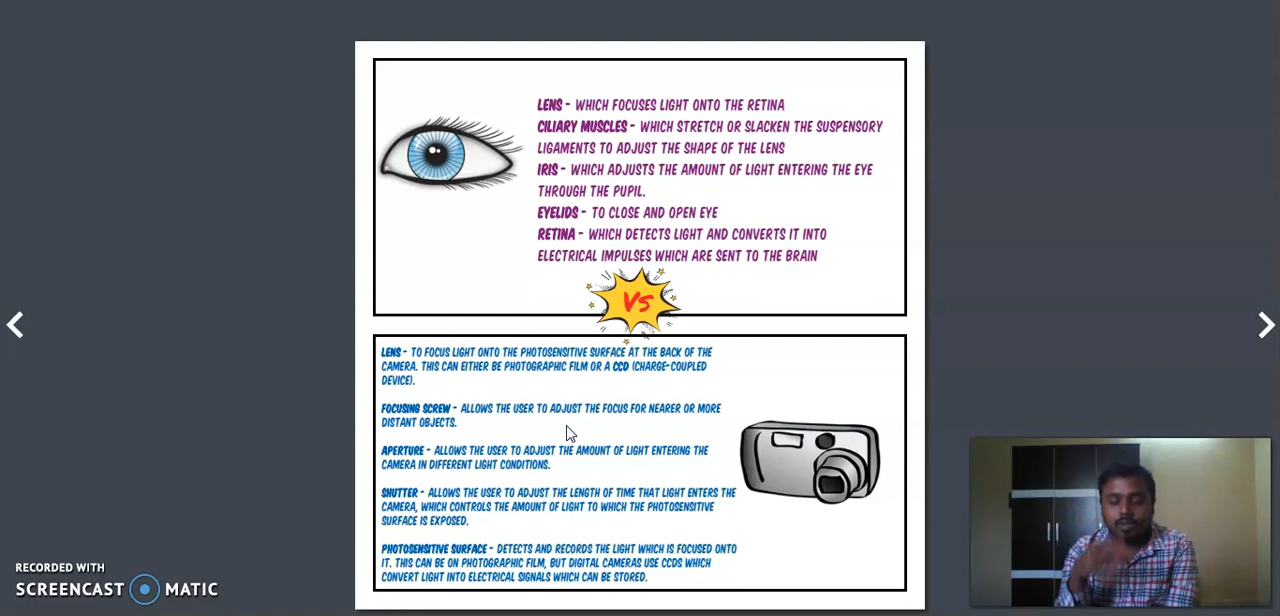 LENS - WHICH FOCUSES LIGHT ONTO THE RETINA
CILIARY MUSCLES - WHICH STRETCH OR SLACKEN THE SUSPENSORY
LIGAMENTS TO ADJUST THE SHAPE OF THE LENS
IRIS - WHICH ADJUSTS THE AMOUNT OF LIGHT ENTERING THE EYE
THROUGH THE PUPIL.
EYELIDS - TO CLOSE AND OPEN EYE
RETINA - WHICH DETECTS LIGHT AND CONVERTS IT INTO
ELECTRICAL IMPULSES WHICH ARE SENT TO THE BRAIN
VS
LENS - TO FOCUS LIGHT ONTO THE PHOTOSENSITIVE SURFACE AT THE BACK OF THE
CAMERA. THIS CAN EITHER BE PHOTOGRAPHIC FILM OR A CCD (CHARGE-COUPLED
DEVICE).
FOCUSING SCREW - ALLOWS THE USER TO ADJUST THE FOCUS FOR NEARER OR MORE
DISTANT OBJECTS.
APERTURE - ALLOWS THE USER TO ADJUST THE AMOUNT OF LIGHT ENTERING THE
CAMERA IN DIFFERENT LIGHT CONDITIONS.
SHUTTER - ALLOWS THE USER TO ADJUST THE LENGTH OF TIME THAT LIGHT ENTERS THE
CAMERA, WHICH CONTROLS THE AMOUNT OF LIGHT TO WHICH THE PHOTOSENSITIVE
SURFACE IS EXPOSED.
PHOTOSENSITIVE SURFACE - DETECTS AND RECORDS THE LIGHT WHICH IS FOCUSED ONTO
IT. THIS CAN BE ON PHOTOGRAPHIC FILM, BUT DIGITAL CAMERAS USE CCDS WHICH
CONVERT LIGHT INTO ELECTRICAL SIGNALS WHICH CAN BE STORED.
RECORDED WITH
SCREENCAST MATIC